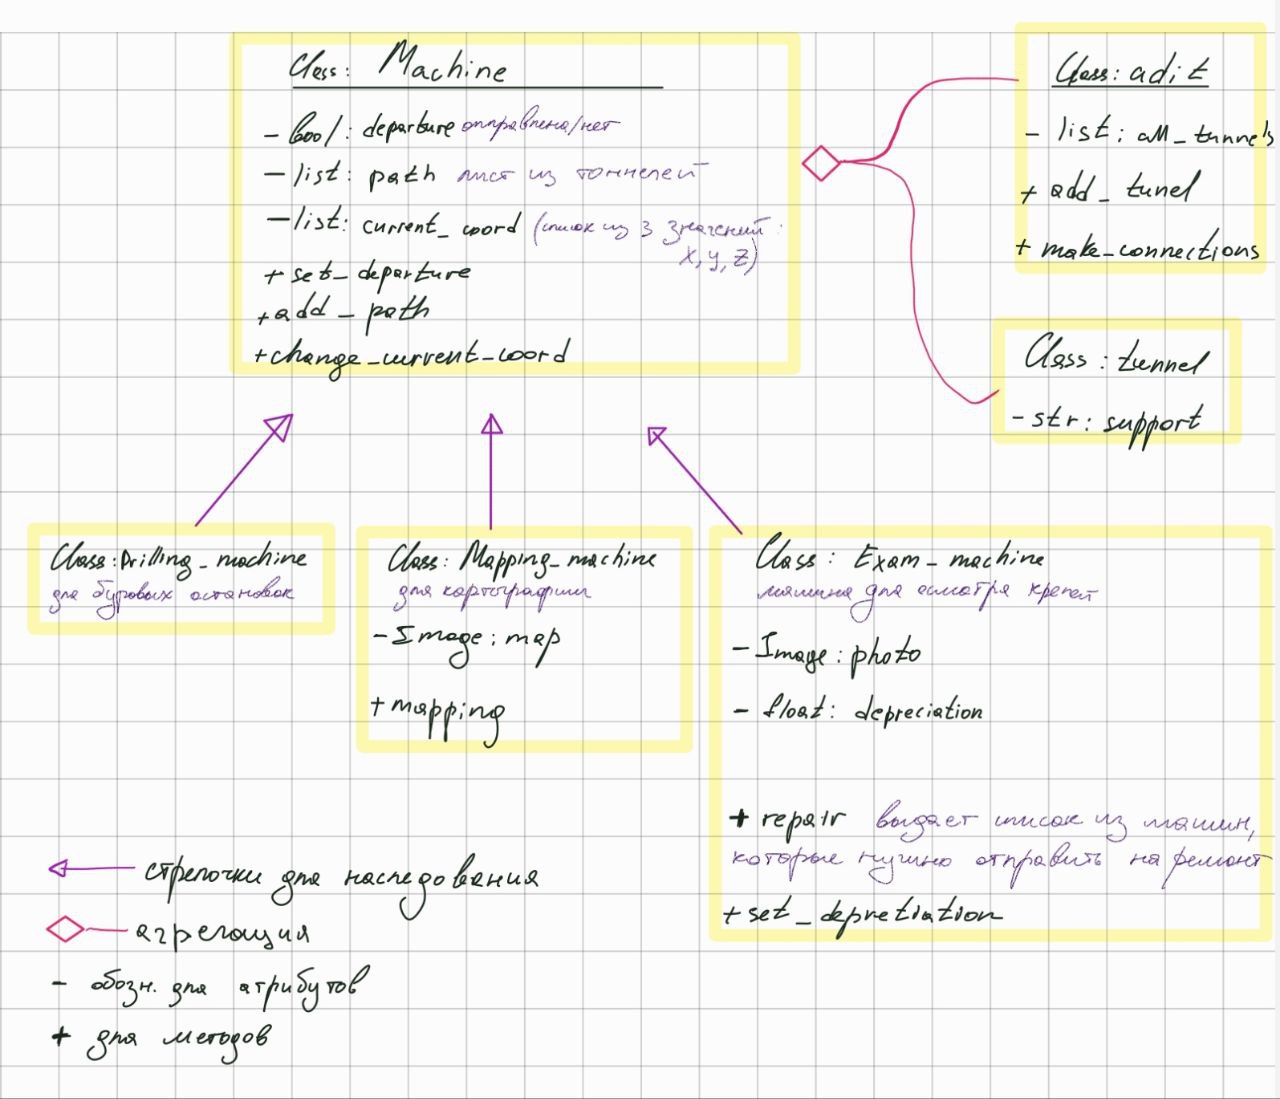 Class: Machine
- bool: departure отправлена/нет
- list: path лист из тоннелей
- list: current_coord (список из 3 значений:
x, y, z)
+ set_departure
+ add_path
+ change_current_coord
Class: adit
- list: all_tunnels
+ add_tunel
+ make_connections
Class: tunnel
- str: support
Class: Drilling_machine
для буровых остановок
Class: Mapping_machine
для картографии
- Image: map
+ mapping
Class: Exam_machine
машина для осмотра крепей
- Image: photo
- float: depreciation
+ repair выдает список из машин,
которые нужно отправить на ремонт
+ set_depretiation
стрелочки для наследования
агрегация
- обозн. для атрибутов
+ для методов